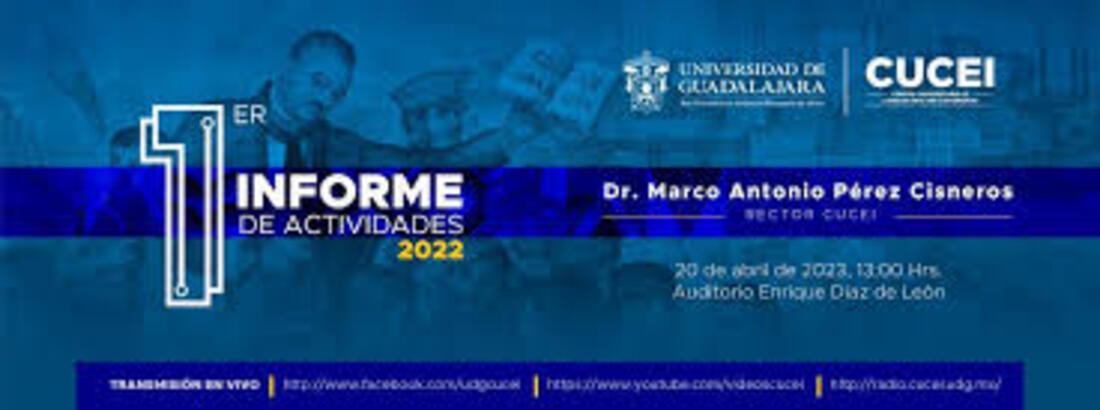 1ER
INFORME
DE ACTIVIDADES
2022
UNIVERSIDAD DE
GUADALAJARA
CUCEI
Dr. Marco Antonio Pérez Cisneros
RECTOR CUCEI
20 de abril de 2023, 13:00 Hrs.
Auditorio Enrique Díaz de León
TRANSMISIÓN EN VIVO | http://www.facebook.com/udgcucei | https://www.youtube.com/videoscucei | http://radio.cucei.udg.mx/